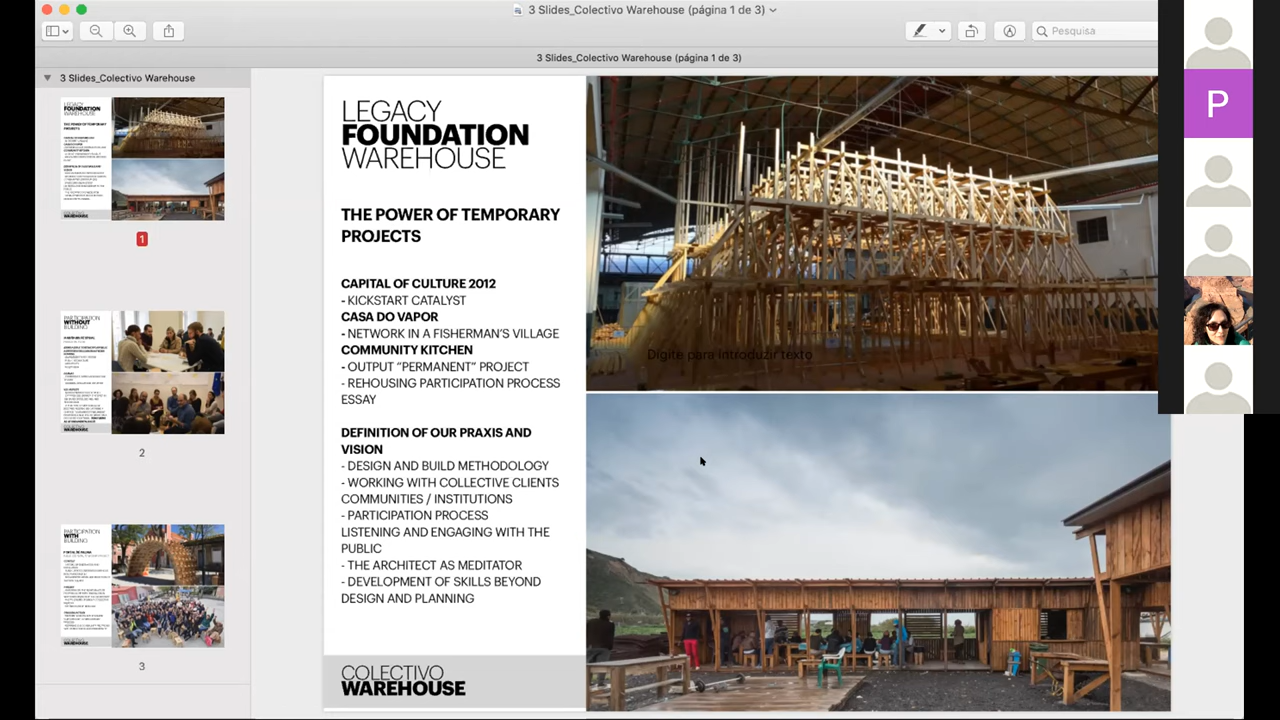 3 Slides_Colectivo Warehouse (página 1 de 3)
Pesquisa
3 Slides_Colectivo Warehouse (página 1 de 3)
3 Slides_Colectivo Warehouse
1
2
3
LEGACY
FOUNDATION
WAREHOUSE
THE POWER OF TEMPORARY
PROJECTS
CAPITAL OF CULTURE 2012
- KICKSTART CATALYST
CASA DO VAPOR
- NETWORK IN A FISHERMAN'S VILLAGE
COMMUNITY KITCHEN
- OUTPUT “PERMANENT” PROJECT
- REHOUSING PARTICIPATION PROCESS
ESSAY
DEFINITION OF OUR PRAXIS AND
VISION
- DESIGN AND BUILD METHODOLOGY
- WORKING WITH COLLECTIVE CLIENTS
COMMUNITIES / INSTITUTIONS
- PARTICIPATION PROCESS
LISTENING AND ENGAGING WITH THE
PUBLIC
- THE ARCHITECT AS MEDITATOR
- DEVELOPMENT OF SKILLS BEYOND
DESIGN AND PLANNING
COLECTIVO
WAREHOUSE
Digite para introduzir texto
P